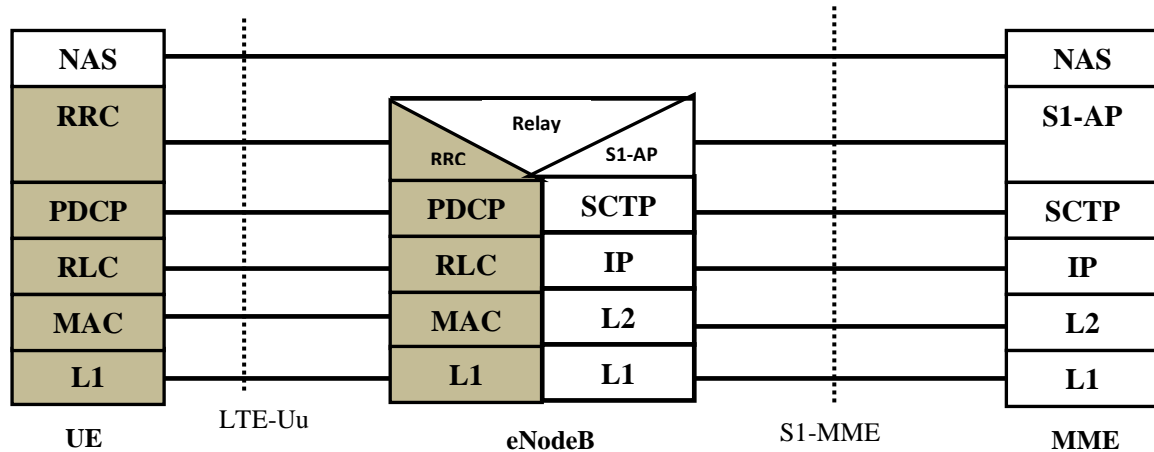 NAS
NAS
RRC
Relay
S1-AP
RRC
S1-AP
PDCP
PDCP
SCTP
SCTP
RLC
RLC
IP
IP
MAC
MAC
L2
L2
L1
L1
L1
L1
LTE-Uu
S1-MME
UE
eNodeB
MME